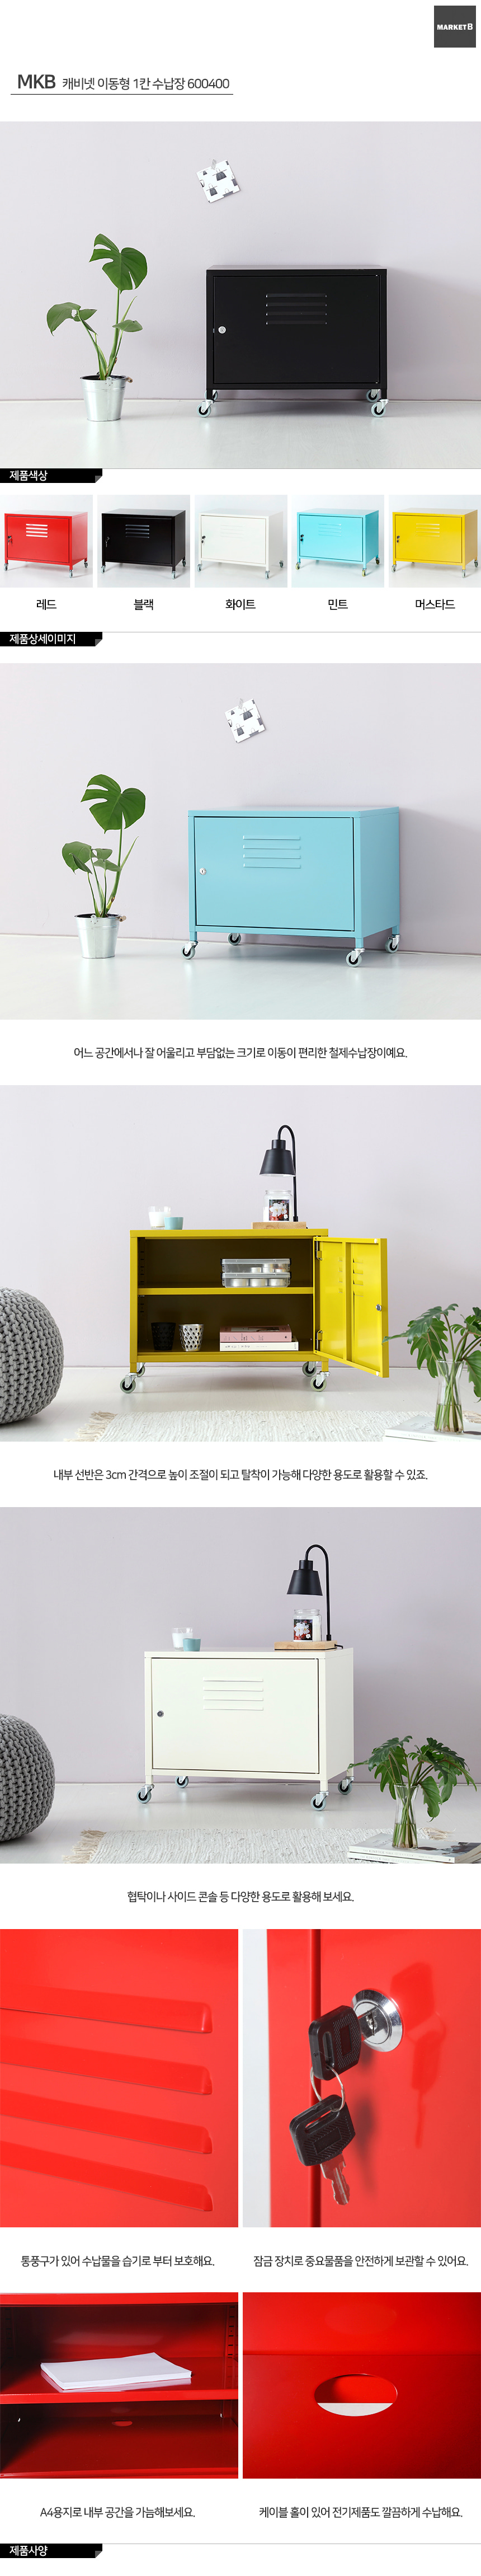 MARKET B
MKB 캐비넷 이동형 1칸 수납장 600400
제품색상
레드
블랙
화이트
민트
머스타드
제품상세이미지
어느 공간에서나 잘 어울리고 부담없는 크기로 이동이 편리한 철제수납장이예요.
내부 선반은 3cm 간격으로 높이 조절이 되고 탈착이 가능해 다양한 용도로 활용할 수 있죠.
협탁이나 사이드 콘솔 등 다양한 용도로 활용해 보세요.
통풍구가 있어 수납물을 습기로 부터 보호해요.
잠금 장치로 중요물품을 안전하게 보관할 수 있어요.
A4용지로 내부 공간을 가늠해보세요.
케이블 홀이 있어 전기제품도 깔끔하게 수납해요.
제품사양